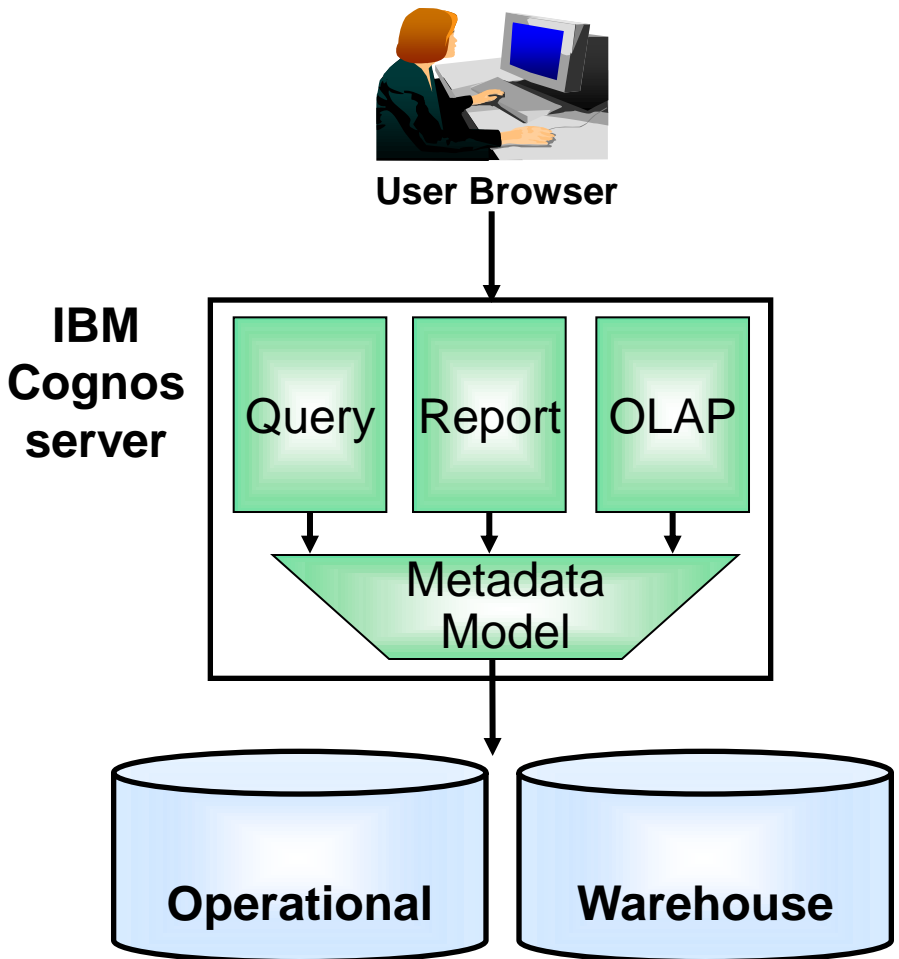 User Browser
IBM
Cognos
server
Query
Report
OLAP
Metadata
Model
Operational
Warehouse